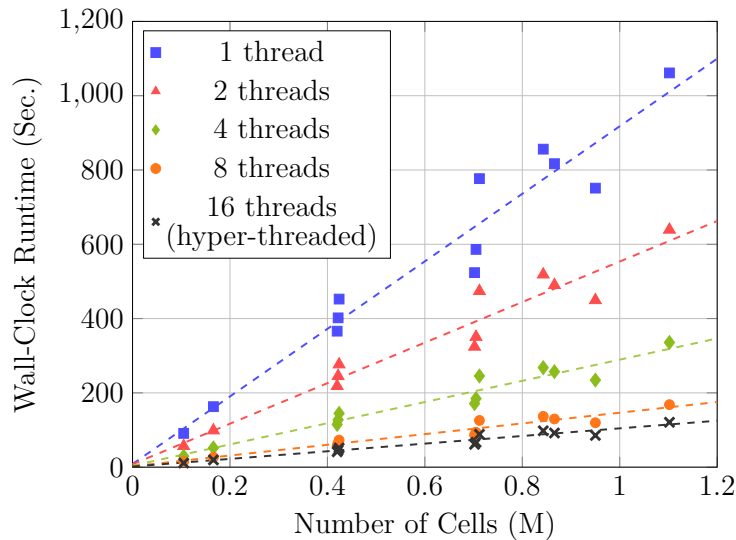 1,200
1,000
800
600
400
200
0
1 thread
2 threads
4 threads
8 threads
16 threads
(hyper-threaded)
Wall-Clock Runtime (Sec.)
0 0.2 0.4 0.6 0.8 1 1.2
Number of Cells (M)